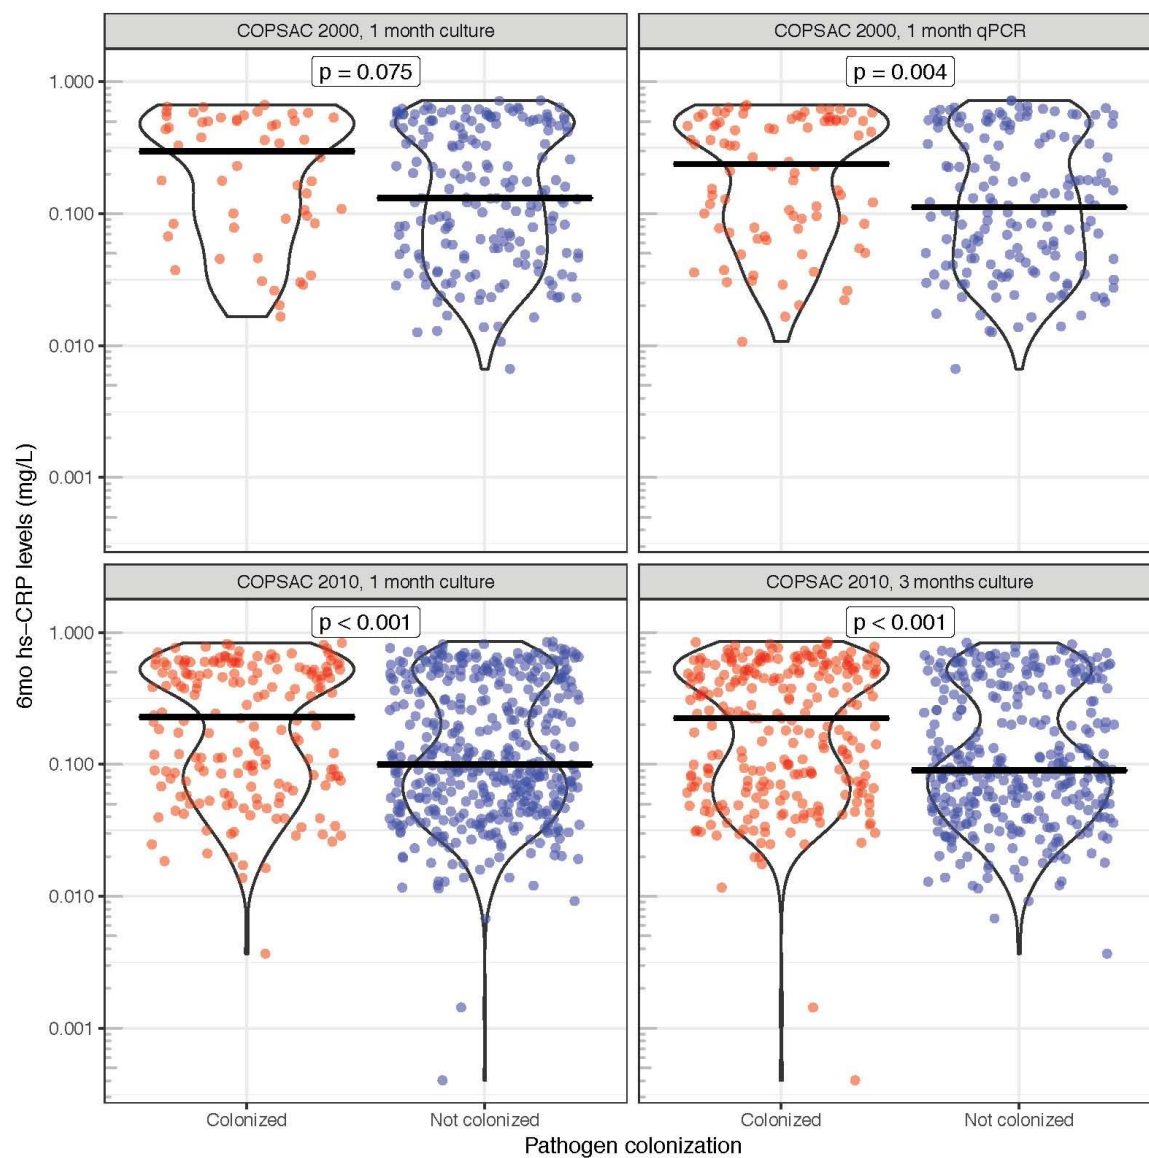 COPSAC 2000, 1 month culture
COPSAC 2000, 1 month qPCR
p = 0.075
p = 0.004
1.000
0.100
0.010
0.001
6mo hs−CRP levels (mg/L)
COPSAC 2010, 1 month culture
COPSAC 2010, 3 months culture
p < 0.001
p < 0.001
1.000
0.100
0.010
0.001
Colonized
Not colonized
Colonized
Not colonized
Pathogen colonization